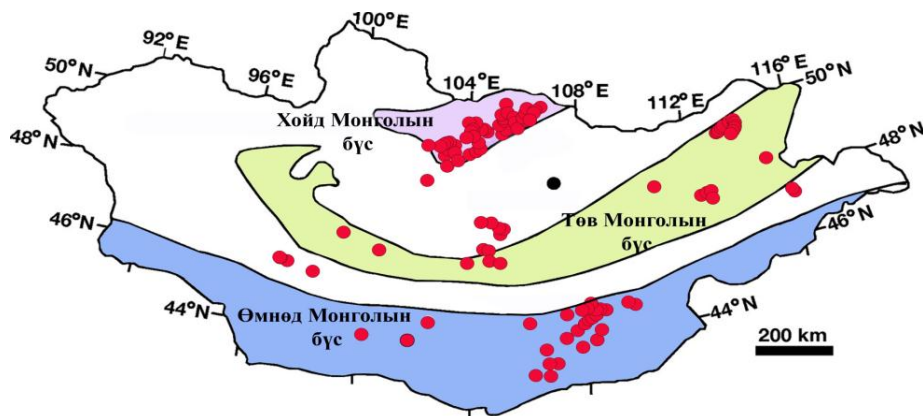 100°E
92°E
96°E
104°E
108°E
112°E
116°E
50°N
50°N
48°N
48°N
46°N
46°N
44°N
44°N
Хойд Монголын
бүс
Төв Монголын
бүс
Өмнөд Монголын
бүс
200 km